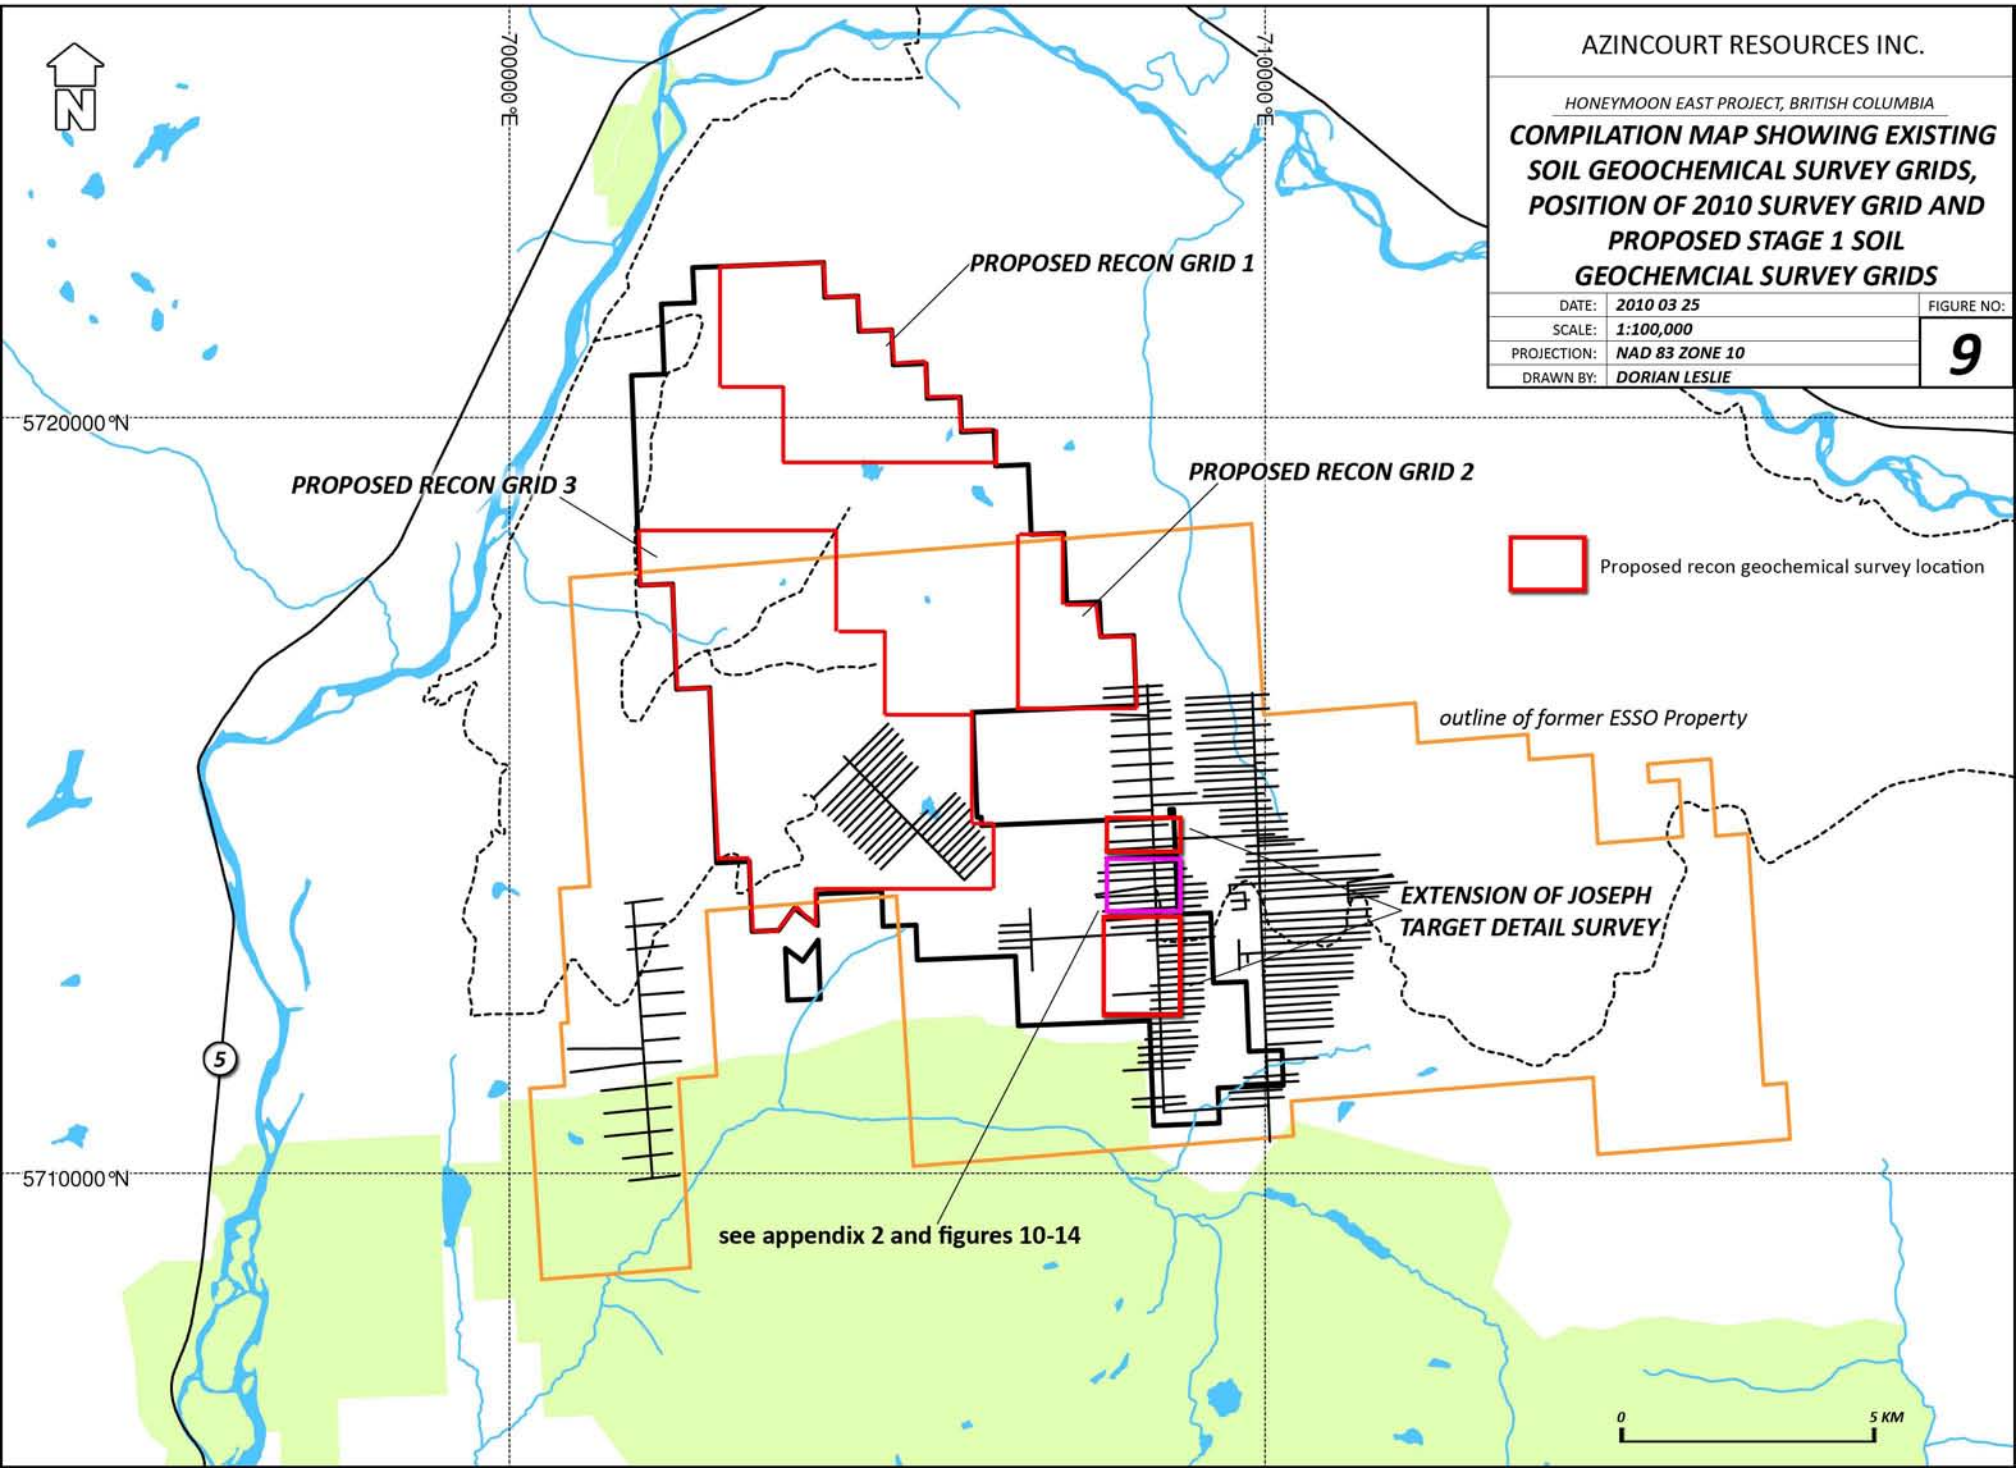 AZINCOURT RESOURCES INC.
HONEYMOON EAST PROJECT, BRITISH COLUMBIA
COMPILATION MAP SHOWING EXISTING
SOIL GEOOCHEMICAL SURVEY GRIDS,
POSITION OF 2010 SURVEY GRID AND
PROPOSED STAGE 1 SOIL
GEOCHEMCIAL SURVEY GRIDS
DATE: 2010 03 25
SCALE: 1:100,000
PROJECTION: NAD 83 ZONE 10
DRAWN BY: DORIAN LESLIE
FIGURE NO:
9
N
700000°E
710000°E
PROPOSED RECON GRID 1
5720000°N
PROPOSED RECON GRID 3
PROPOSED RECON GRID 2
Proposed recon geochemical survey location
outline of former ESSO Property
EXTENSION OF JOSEPH
TARGET DETAIL SURVEY
5
5710000°N
see appendix 2 and figures 10-14
0 5 KM